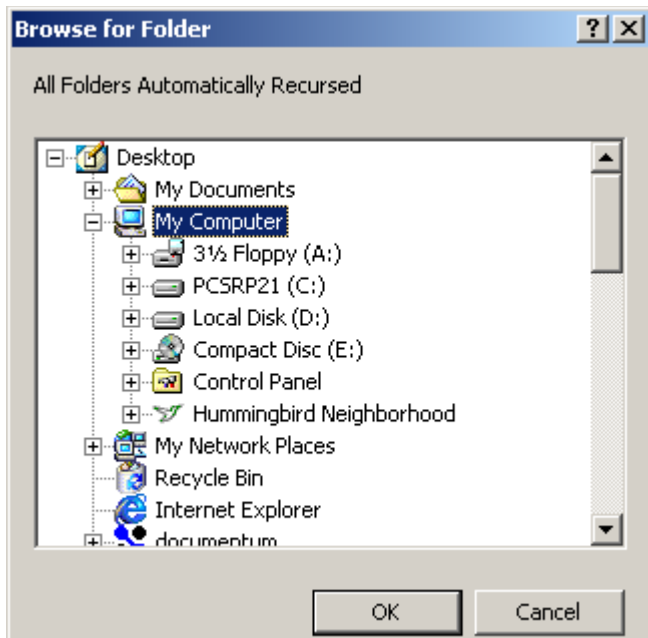 Browse for Folder
All Folders Automatically Recursed
Desktop
My Documents
My Computer
3½ Floppy (A:)
PCSRP21 (C:)
Local Disk (D:)
Compact Disc (E:)
Control Panel
Hummingbird Neighborhood
My Network Places
Recycle Bin
Internet Explorer
documentum
OK Cancel